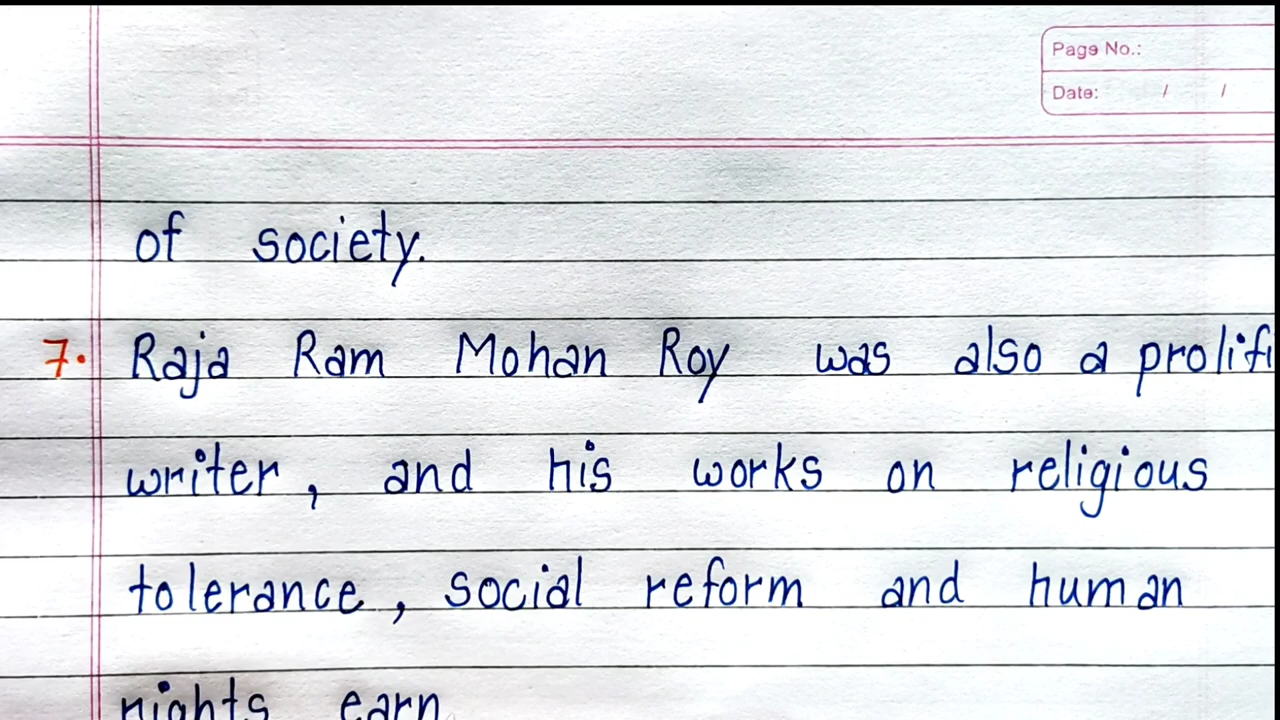 Page No.:
Date: / /
of society.
7. Raja Ram Mohan Roy was also a prolifi
writer, and his works on religious
tolerance, social reform and human
rights earn